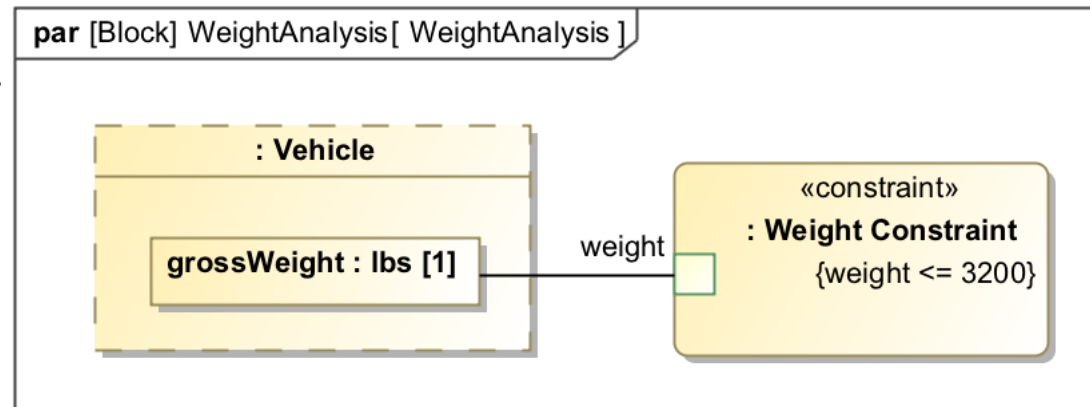 par [Block] WeightAnalysis[ WeightAnalysis ]
: Vehicle
grossWeight : lbs [1]
weight
«constraint»
: Weight Constraint
{weight <= 3200}